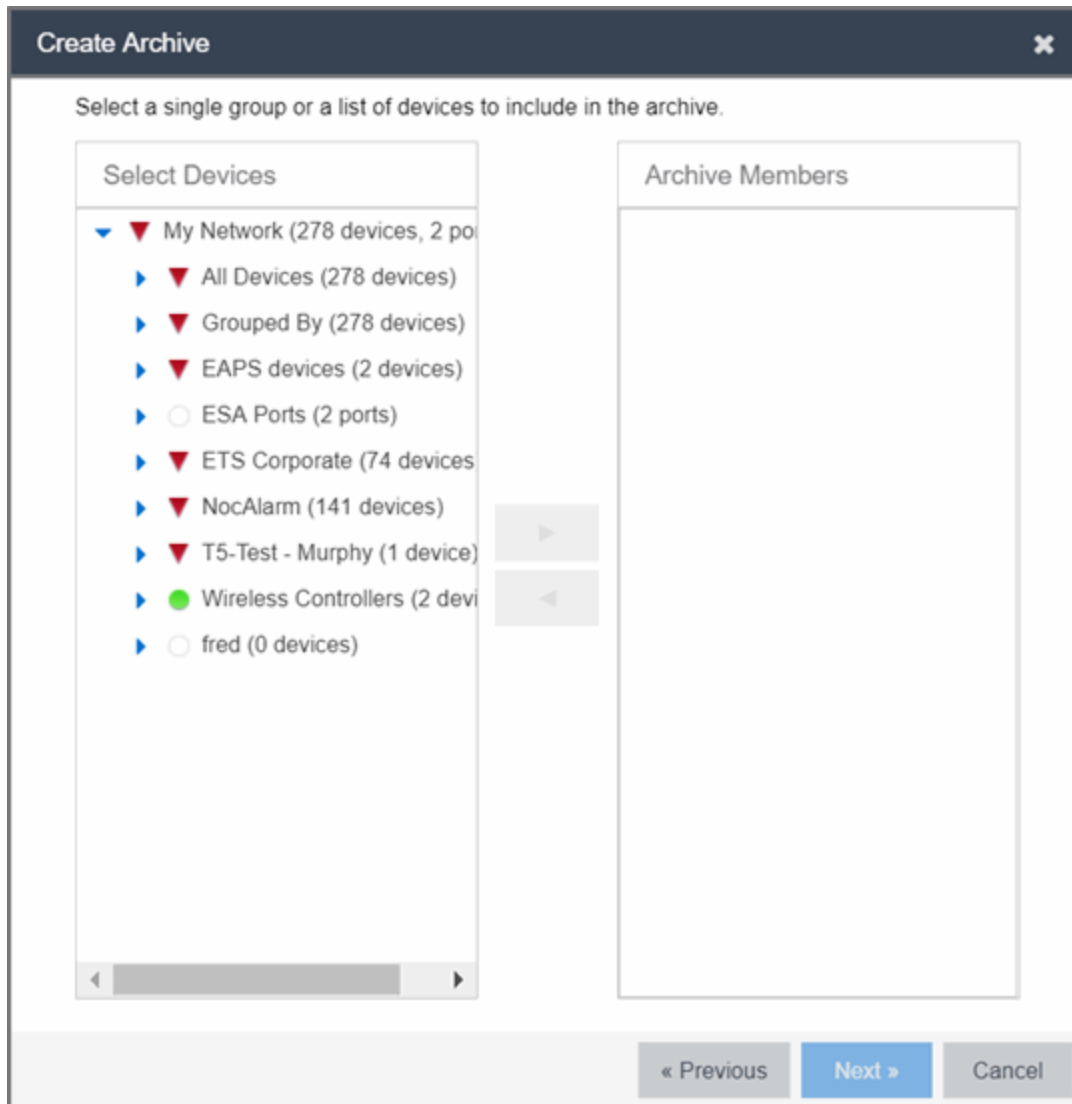 Create Archive
Select a single group or a list of devices to include in the archive.
Select Devices
My Network (278 devices, 2 por
All Devices (278 devices)
Grouped By (278 devices)
EAPS devices (2 devices)
ESA Ports (2 ports)
ETS Corporate (74 devices
NocAlarm (141 devices)
T5-Test - Murphy (1 device)
Wireless Controllers (2 devi
fred (0 devices)
Archive Members
« Previous
Next »
Cancel